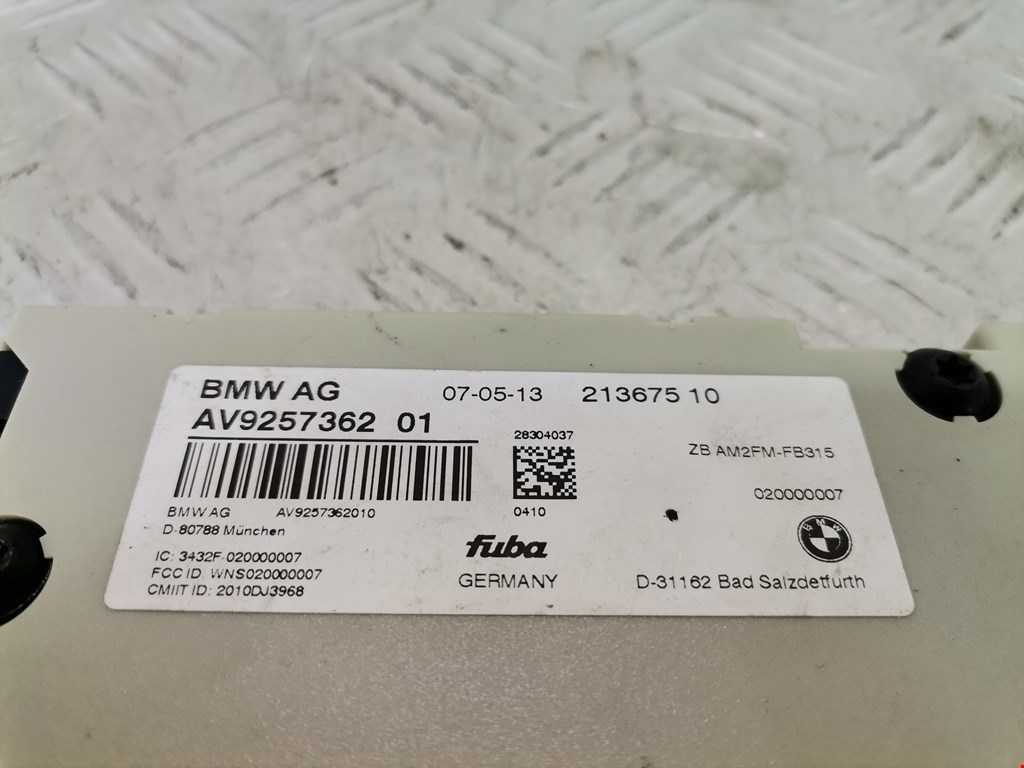 BMW AG 07-05-13 213675 10
AV9257362 01
28304037
ZB AM2FM-FB315
020000007
BMW AG AV9257362010
0410
D-80788 München
fuba
BMW
IC: 3432F-020000007
FCC ID: WNS020000007
GERMANY D-31162 Bad Salzdetfurth
CMIIT ID: 2010DJ3968